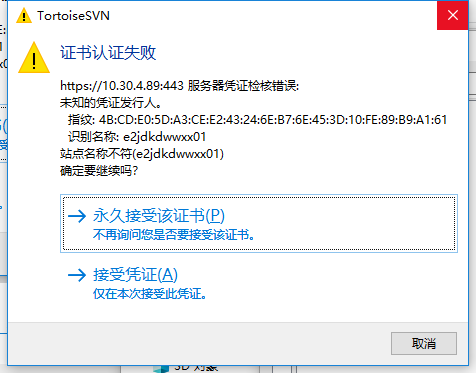 TortoiseSVN
证书认证失败
https://10.30.4.89:443 服务器凭证检核错误:
未知的凭证发行人。
指纹: 4B:CD:E0:5D:A3:CE:E2:43:24:6E:B7:6E:45:3D:10:FE:89:B9:A1:61
识别名称: e2jdkdwwxx01
站点名称不符(e2jdkdwwxx01)
确定要继续吗?
永久接受该证书(P)
不再询问您是否要接受该证书。
接受凭证(A)
仅在本次接受此凭证。
取消
3D 对象